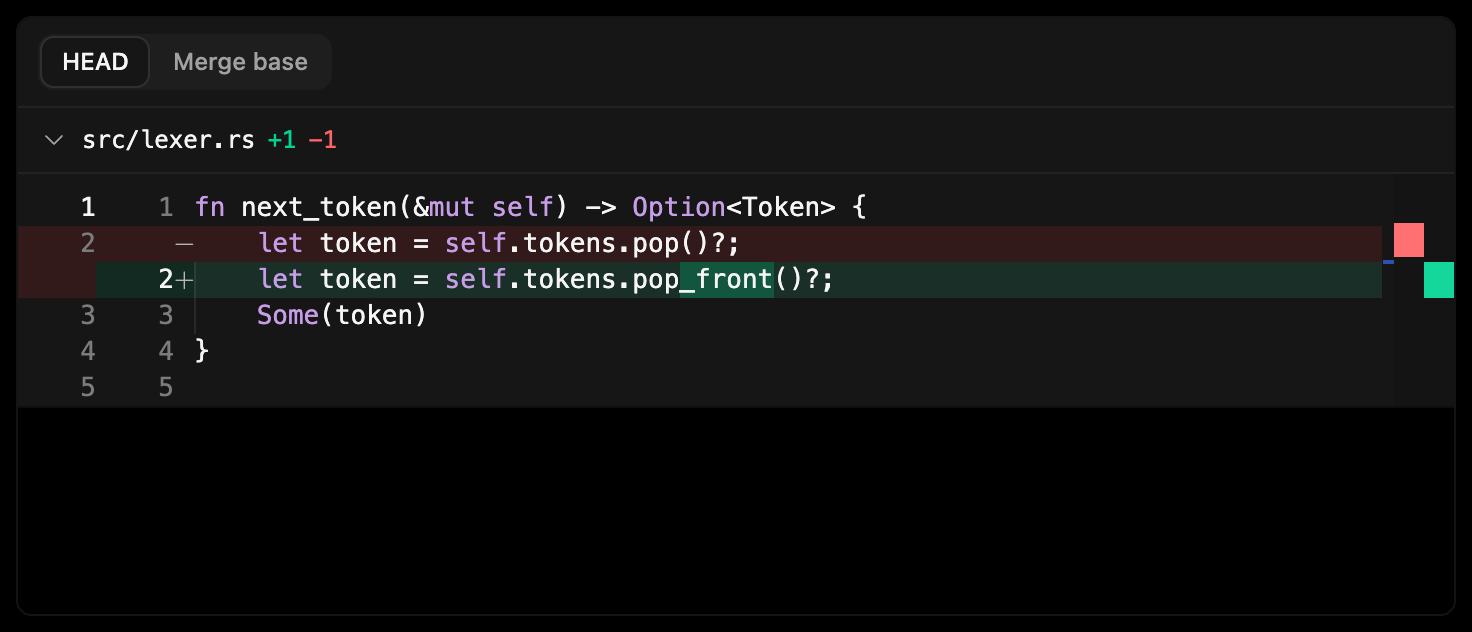 HEAD Merge base
src/lexer.rs +1 −1
1 1 fn next_token(&mut self) -> Option<Token> {
2 − let token = self.tokens.pop()?;
2+ let token = self.tokens.pop_front()?;
3 3 Some(token)
4 4 }
5 5